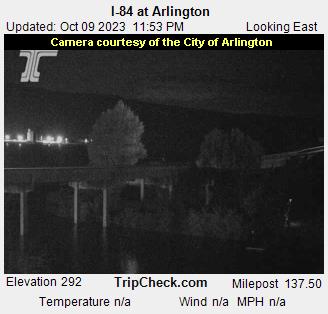 I-84 at Arlington
Updated: Oct 09 2023 11:53 PM Looking East
Camera courtesy of the City of Arlington
Elevation 292 TripCheck.com Milepost 137.50
Temperature n/a Wind n/a MPH n/a